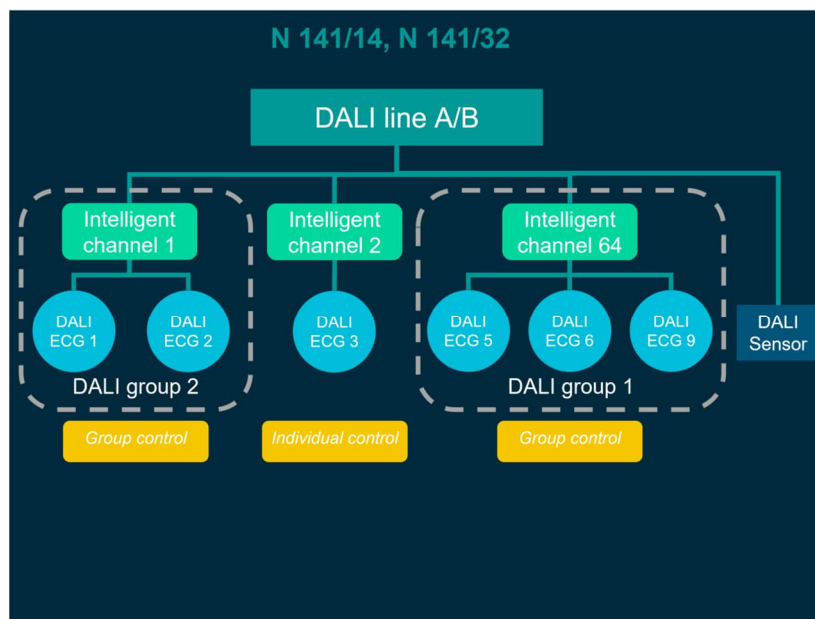 N 141/14, N 141/32
DALI line A/B
Intelligent
channel 1
Intelligent
channel 2
Intelligent
channel 64
DALI
ECG 1
DALI
ECG 2
DALI
ECG 3
DALI
ECG 5
DALI
ECG 6
DALI
ECG 9
DALI
Sensor
DALI group 2
DALI group 1
Group control
Individual control
Group control